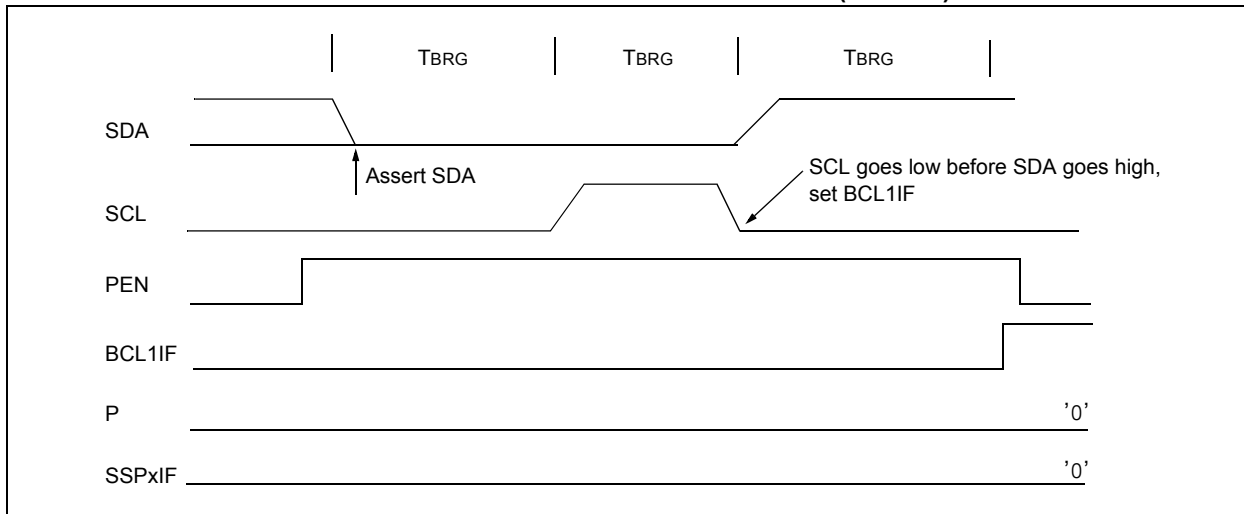 TBRG TBRG TBRG
SDA
Assert SDA
SCL goes low before SDA goes high,
set BCL1IF
SCL
PEN
BCL1IF
P '0'
SSPxIF '0'